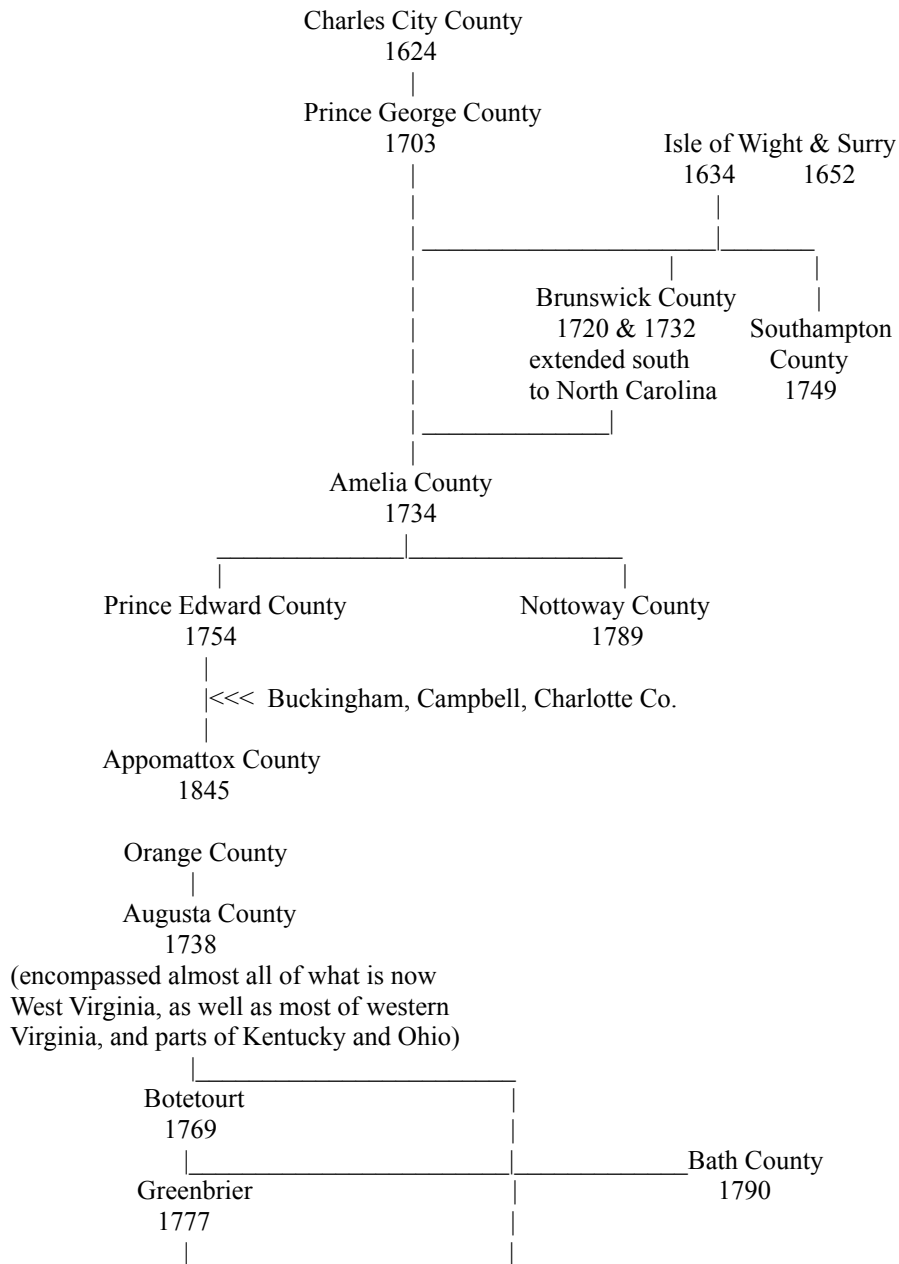 Charles City County
1624
Prince George County
1703
Isle of Wight & Surry
1634 1652
Brunswick County
1720 & 1732
extended south
to North Carolina
Southampton
County
1749
Amelia County
1734
Prince Edward County
1754
Nottoway County
1789
<<< Buckingham, Campbell, Charlotte Co.
Appomattox County
1845
Orange County
Augusta County
1738
(encompassed almost all of what is now
West Virginia, as well as most of western
Virginia, and parts of Kentucky and Ohio)
Botetourt
1769
Bath County
1790
Greenbrier
1777